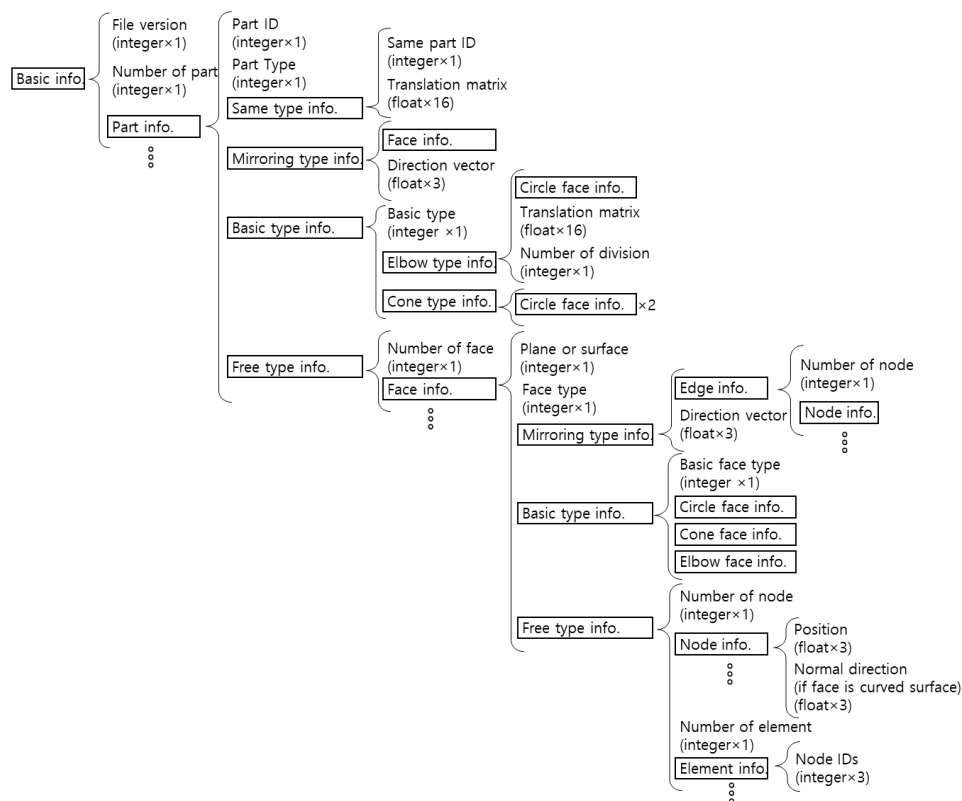 Basic info.
File version
(integer×1)
Number of part
(integer×1)
Part info.
Part ID
(integer×1)
Part Type
(integer×1)
Same type info.
Same part ID
(integer×1)
Translation matrix
(float×16)
Mirroring type info.
Face info.
Direction vector
(float×3)
Basic type info.
Basic type
(integer ×1)
Elbow type info.
Circle face info.
Translation matrix
(float×16)
Number of division
(integer×1)
Cone type info.
Circle face info. ×2
Free type info.
Number of face
(integer×1)
Face info.
Plane or surface
(integer×1)
Face type
(integer×1)
Mirroring type info.
Edge info.
Number of node
(integer×1)
Node info.
Direction vector
(float×3)
Basic type info.
Basic face type
(integer ×1)
Circle face info.
Cone face info.
Elbow face info.
Free type info.
Number of node
(integer×1)
Node info.
Position
(float×3)
Normal direction
(if face is curved surface)
(float×3)
Number of element
(integer×1)
Element info.
Node IDs
(integer×3)